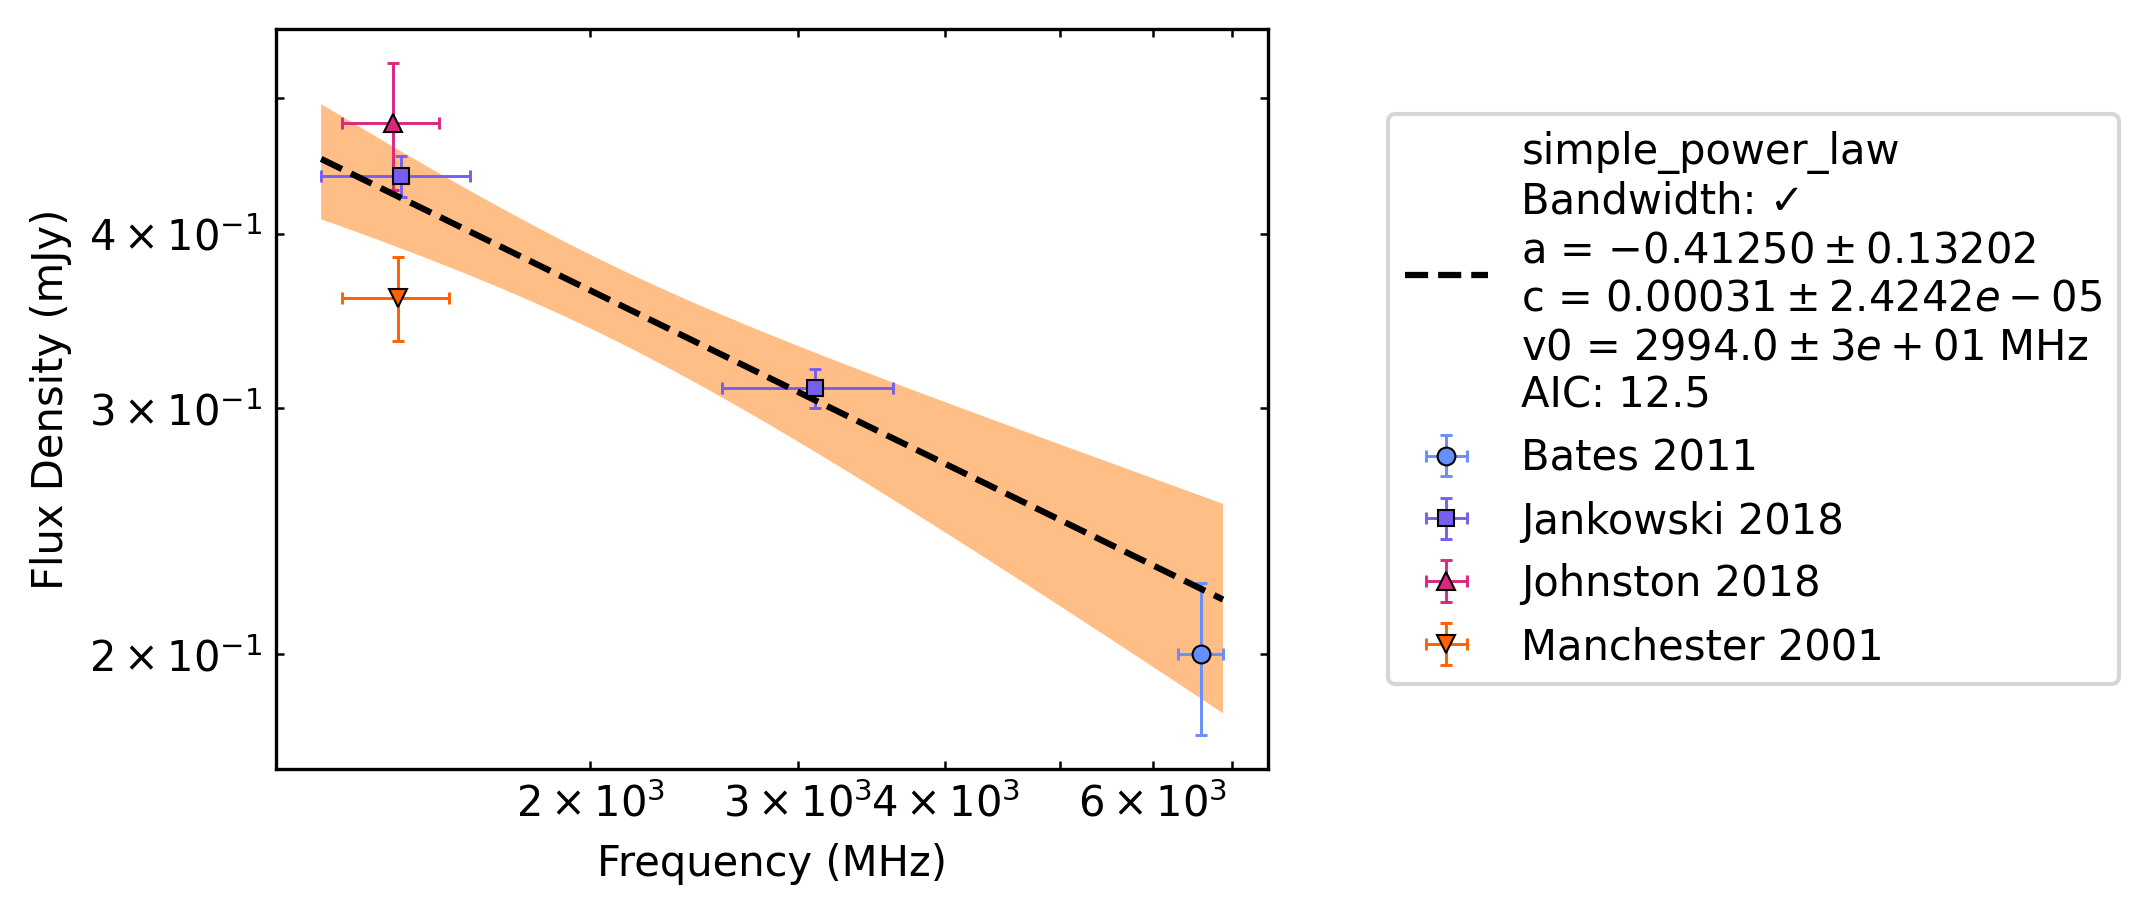 Flux Density (mJy)
4 × 10⁻¹
3 × 10⁻¹
2 × 10⁻¹
2 × 10³
3 × 10³
4 × 10³
6 × 10³
Frequency (MHz)
simple_power_law
Bandwidth: ✓
a = −0.41250 ± 0.13202
c = 0.00031 ± 2.4242e − 05
v0 = 2994.0 ± 3e + 01 MHz
AIC: 12.5
Bates 2011
Jankowski 2018
Johnston 2018
Manchester 2001